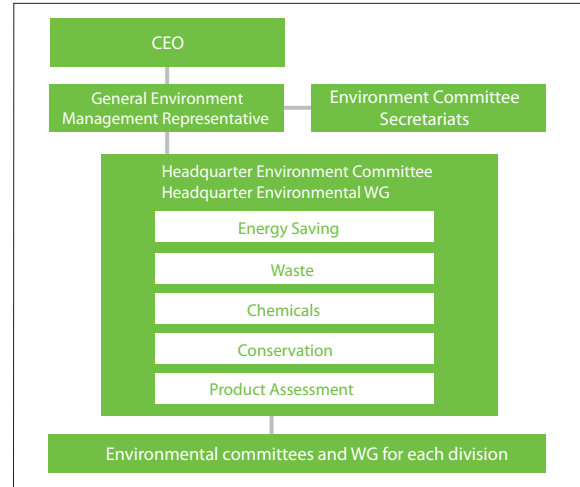 CEO
General Environment
Management Representative
Environment Committee
Secretariats
Headquarter Environment Committee
Headquarter Environmental WG
Energy Saving
Waste
Chemicals
Conservation
Product Assessment
Environmental committees and WG for each division